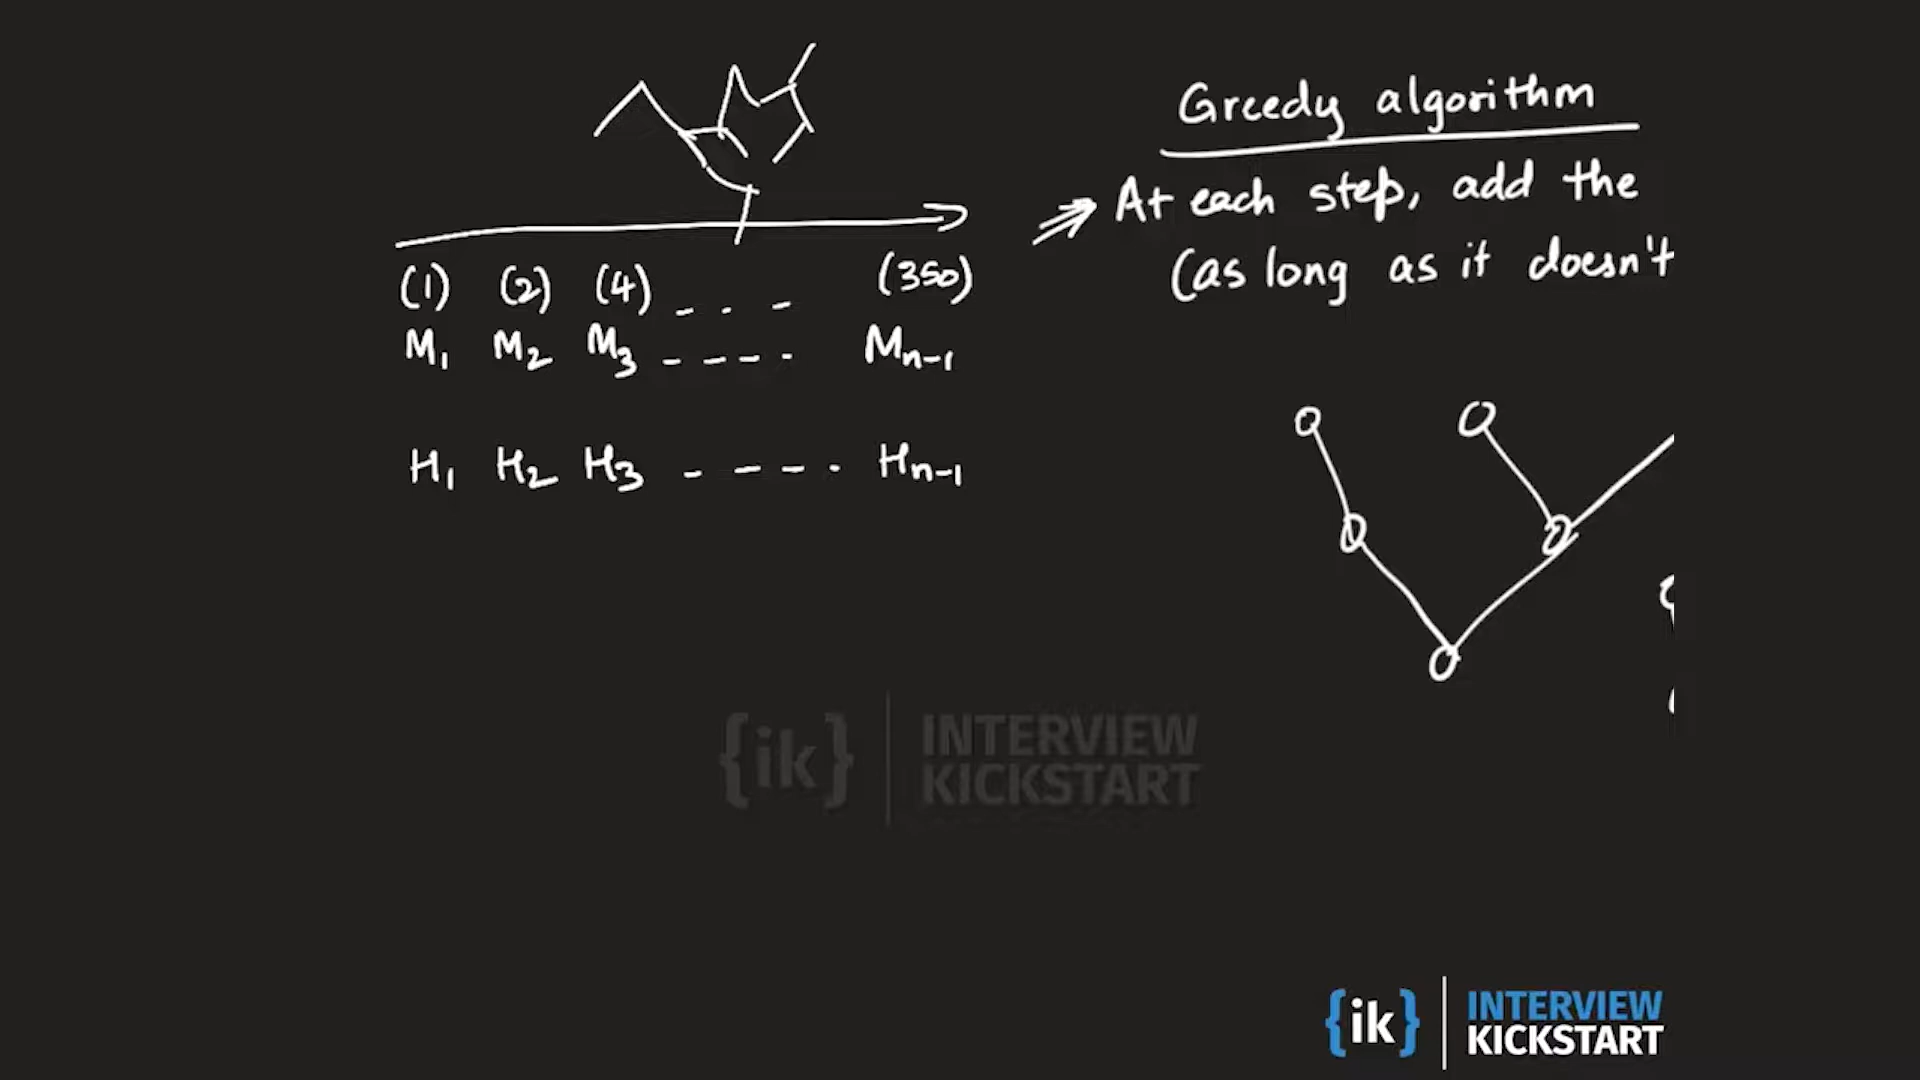 (1) (2) (4) - - - (350)
M1 M2 M3 - - - - Mn-1
H1 H2 H3 - - - - Hn-1
Greedy algorithm
At each step, add the
(as long as it doesn't
{ik} INTERVIEW
KICKSTART
{ik} INTERVIEW
KICKSTART